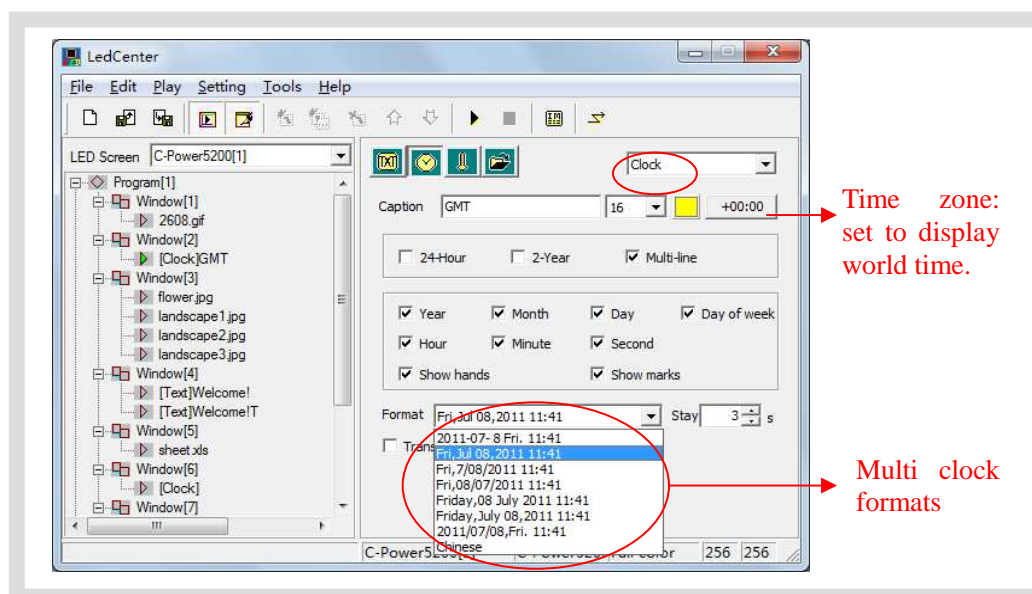 LedCenter
File Edit Play Setting Tools Help
LED Screen C-Power5200[1]
Program[1]
Window[1]
2608.gif
Window[2]
[Clock]GMT
Window[3]
flower.jpg
landscape1.jpg
landscape2.jpg
landscape3.jpg
Window[4]
[Text]Welcome!
[Text]Welcome!T
Window[5]
sheet.xls
Window[6]
[Clock]
Window[7]
TXT
Clock
Caption GMT 16 +00:00
24-Hour 2-Year Multi-line
Year Month Day Day of week
Hour Minute Second
Show hands Show marks
Format Fri,Jul 08,2011 11:41 Stay 3 s
2011-07- 8 Fri. 11:41
Fri,Jul 08,2011 11:41
Fri,7/08/2011 11:41
Fri,08/07/2011 11:41
Friday,08 July 2011 11:41
Friday,July 08,2011 11:41
2011/07/08,Fri. 11:41
Chinese
256 256
Time zone:
set to display
world time.
Multi clock
formats